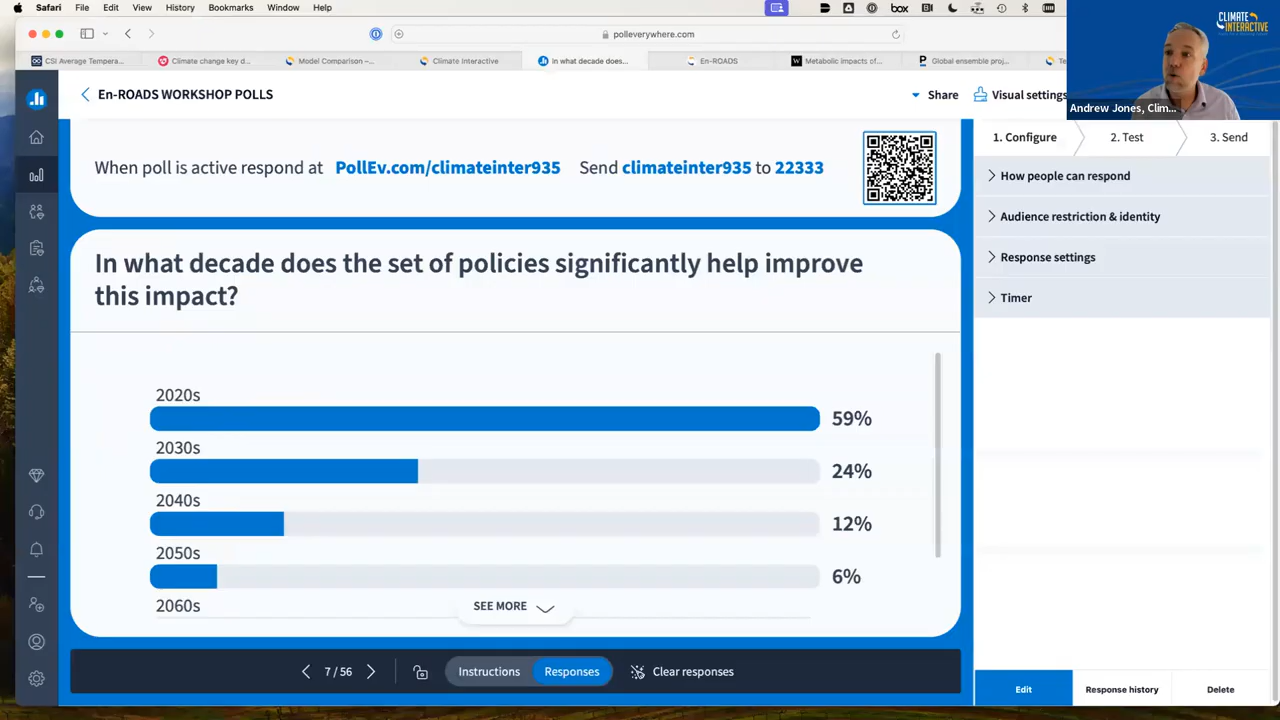 Safari File Edit View History Bookmarks Window Help
box
polleverywhere.com
CSI Average Tempera...
Climate change key d...
Model Comparison –...
Climate Interactive
In what decade does...
En-ROADS
Metabolic impacts of...
Global ensemble proj...
CLIMATE INTERACTIVE
Andrew Jones, Clim...
En-ROADS WORKSHOP POLLS
Share
Visual settings
When poll is active respond at PollEv.com/climateinter935 Send climateinter935 to 22333
1. Configure
2. Test
3. Send
How people can respond
Audience restriction & identity
Response settings
Timer
In what decade does the set of policies significantly help improve
this impact?
2020s
59%
2030s
24%
2040s
12%
2050s
6%
2060s
SEE MORE
7 / 56
Instructions
Responses
Clear responses
Edit
Response history
Delete